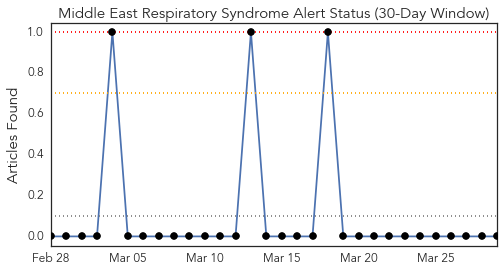 Middle East Respiratory Syndrome Alert Status (30-Day Window)
Articles Found
1.0
0.8
0.6
0.4
0.2
0.0
Feb 28 Mar 05 Mar 10 Mar 15 Mar 20 Mar 25